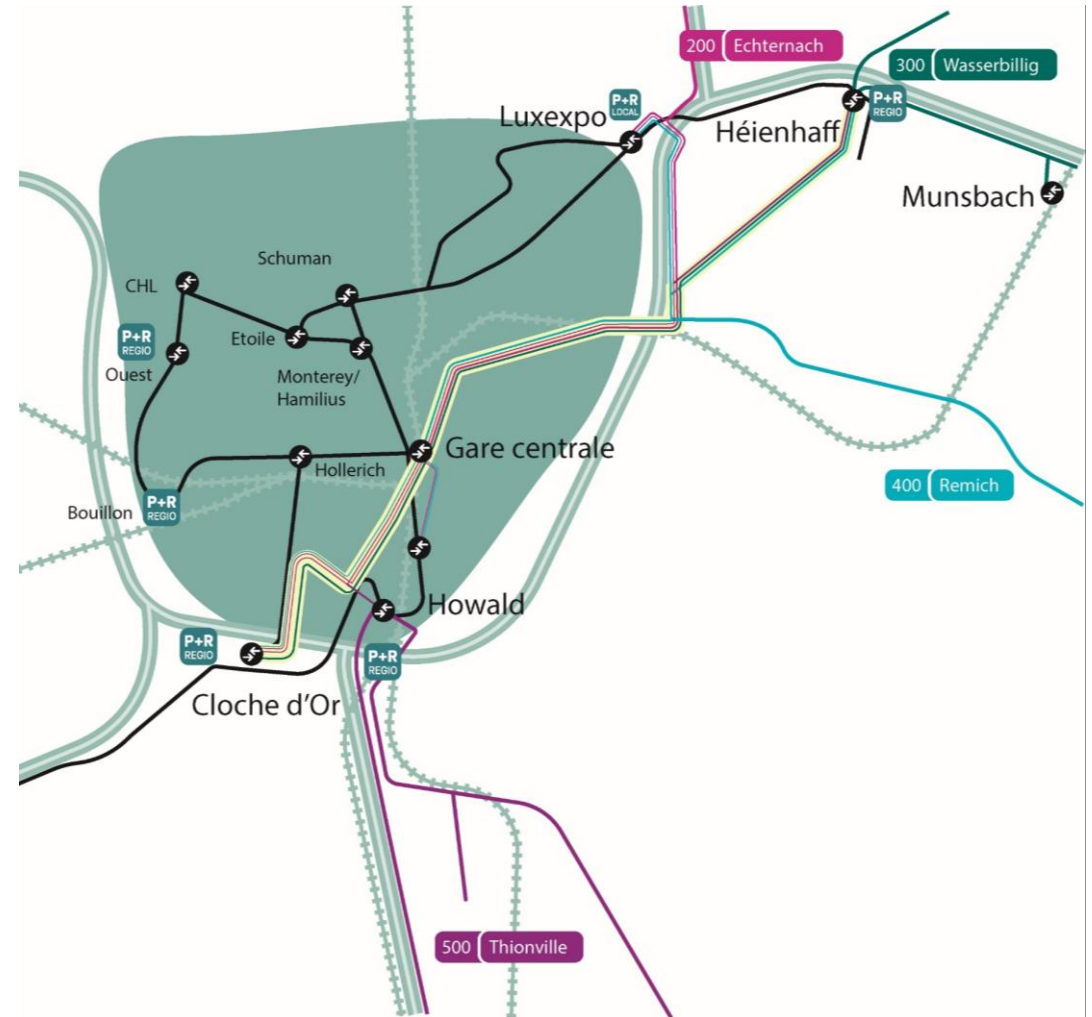 200 Echternach
300 Wasserbillig
P+R
LOCAL
Luxexpo
P+R
REGIO
Héienhaff
Munsbach
Schuman
CHL
P+R
REGIO
Etoile
Ouest
Monterey/
Hamilius
Gare centrale
Hollerich
400 Remich
P+R
REGIO
Bouillon
Howald
P+R
REGIO
P+R
REGIO
Cloche d'Or
500 Thionville